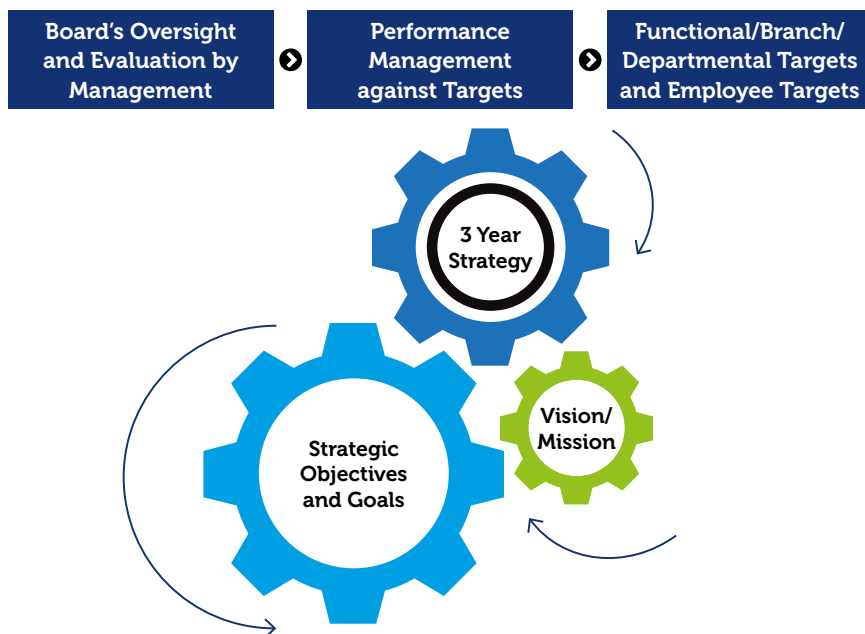 Board's Oversight
and Evaluation by
Management
Performance
Management
against Targets
Functional/Branch/
Departmental Targets
and Employee Targets
3 Year
Strategy
Vision/
Mission
Strategic
Objectives
and Goals